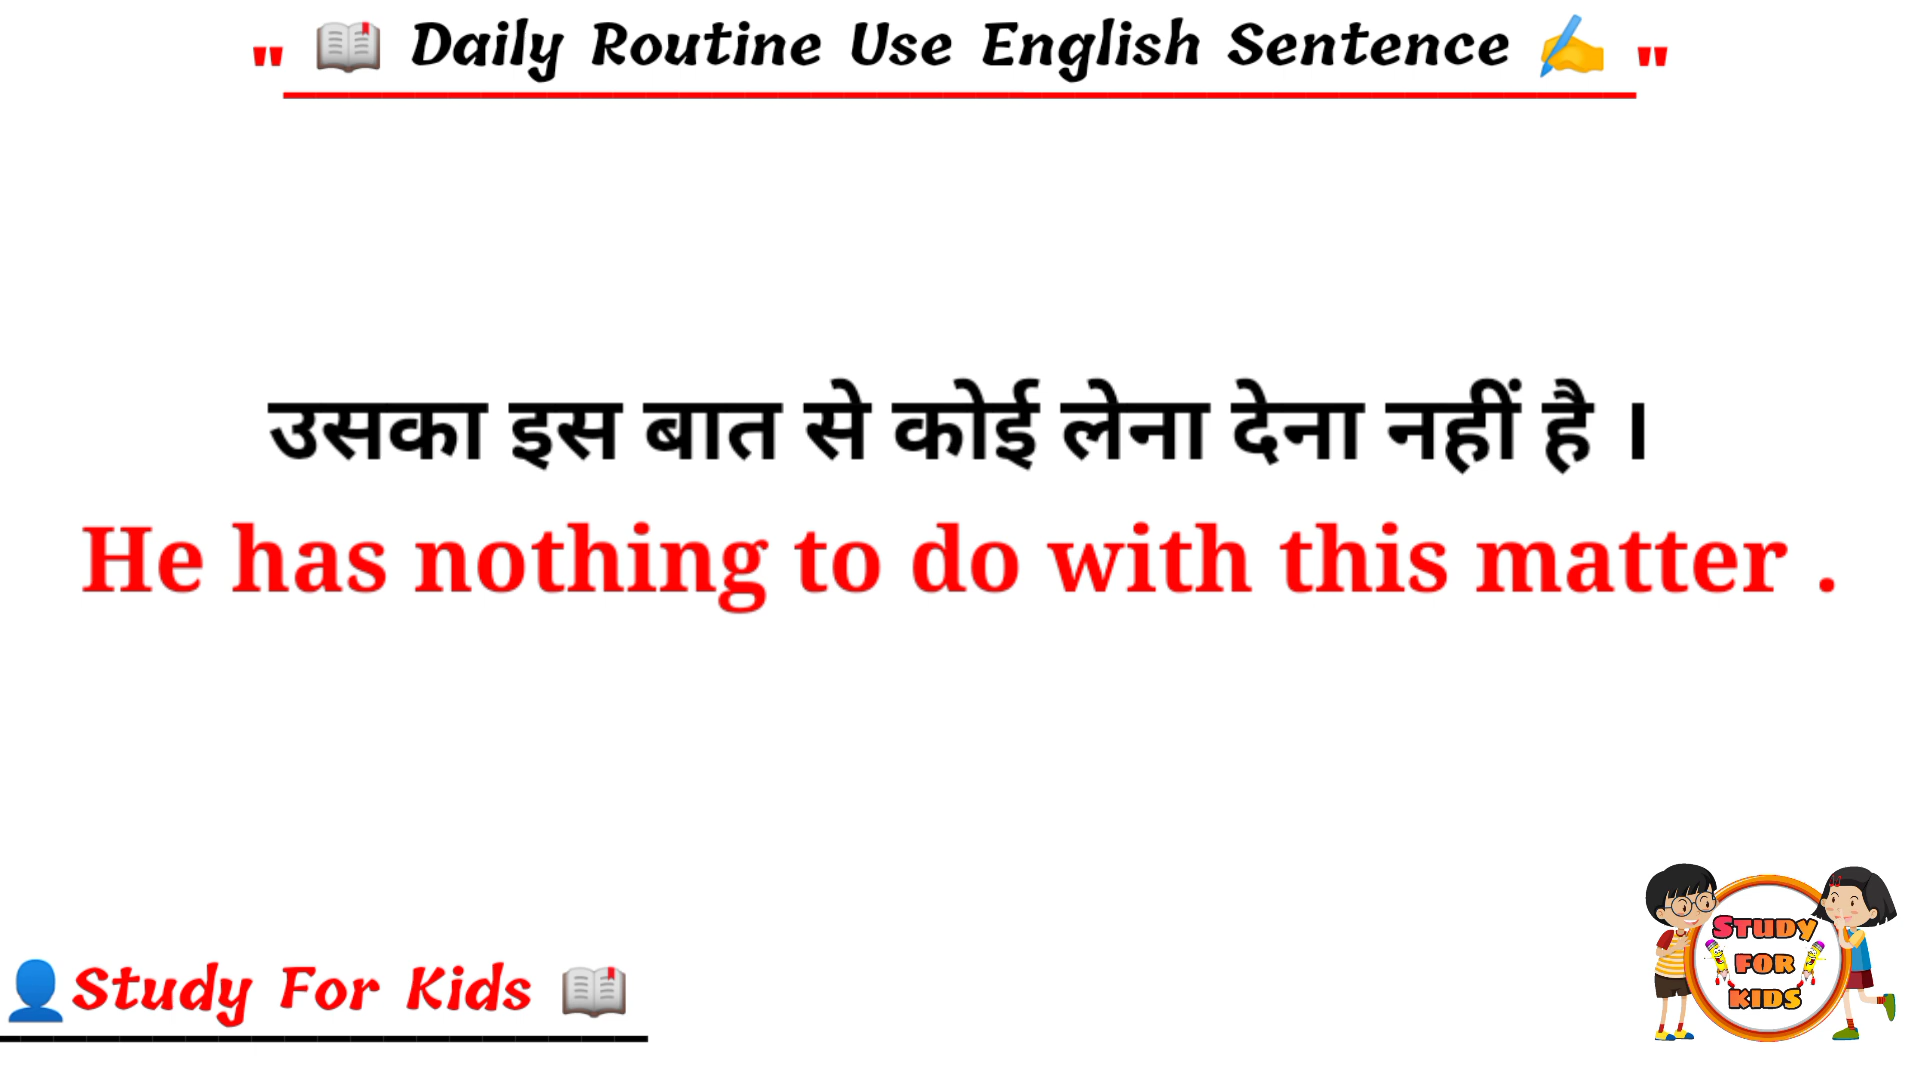 " 📖 Daily Routine Use English Sentence ✍️ "
उसका इस बात से कोई लेना देना नहीं है ।
He has nothing to do with this matter .
👤Study For Kids 📖
STUDY
FOR
KIDS